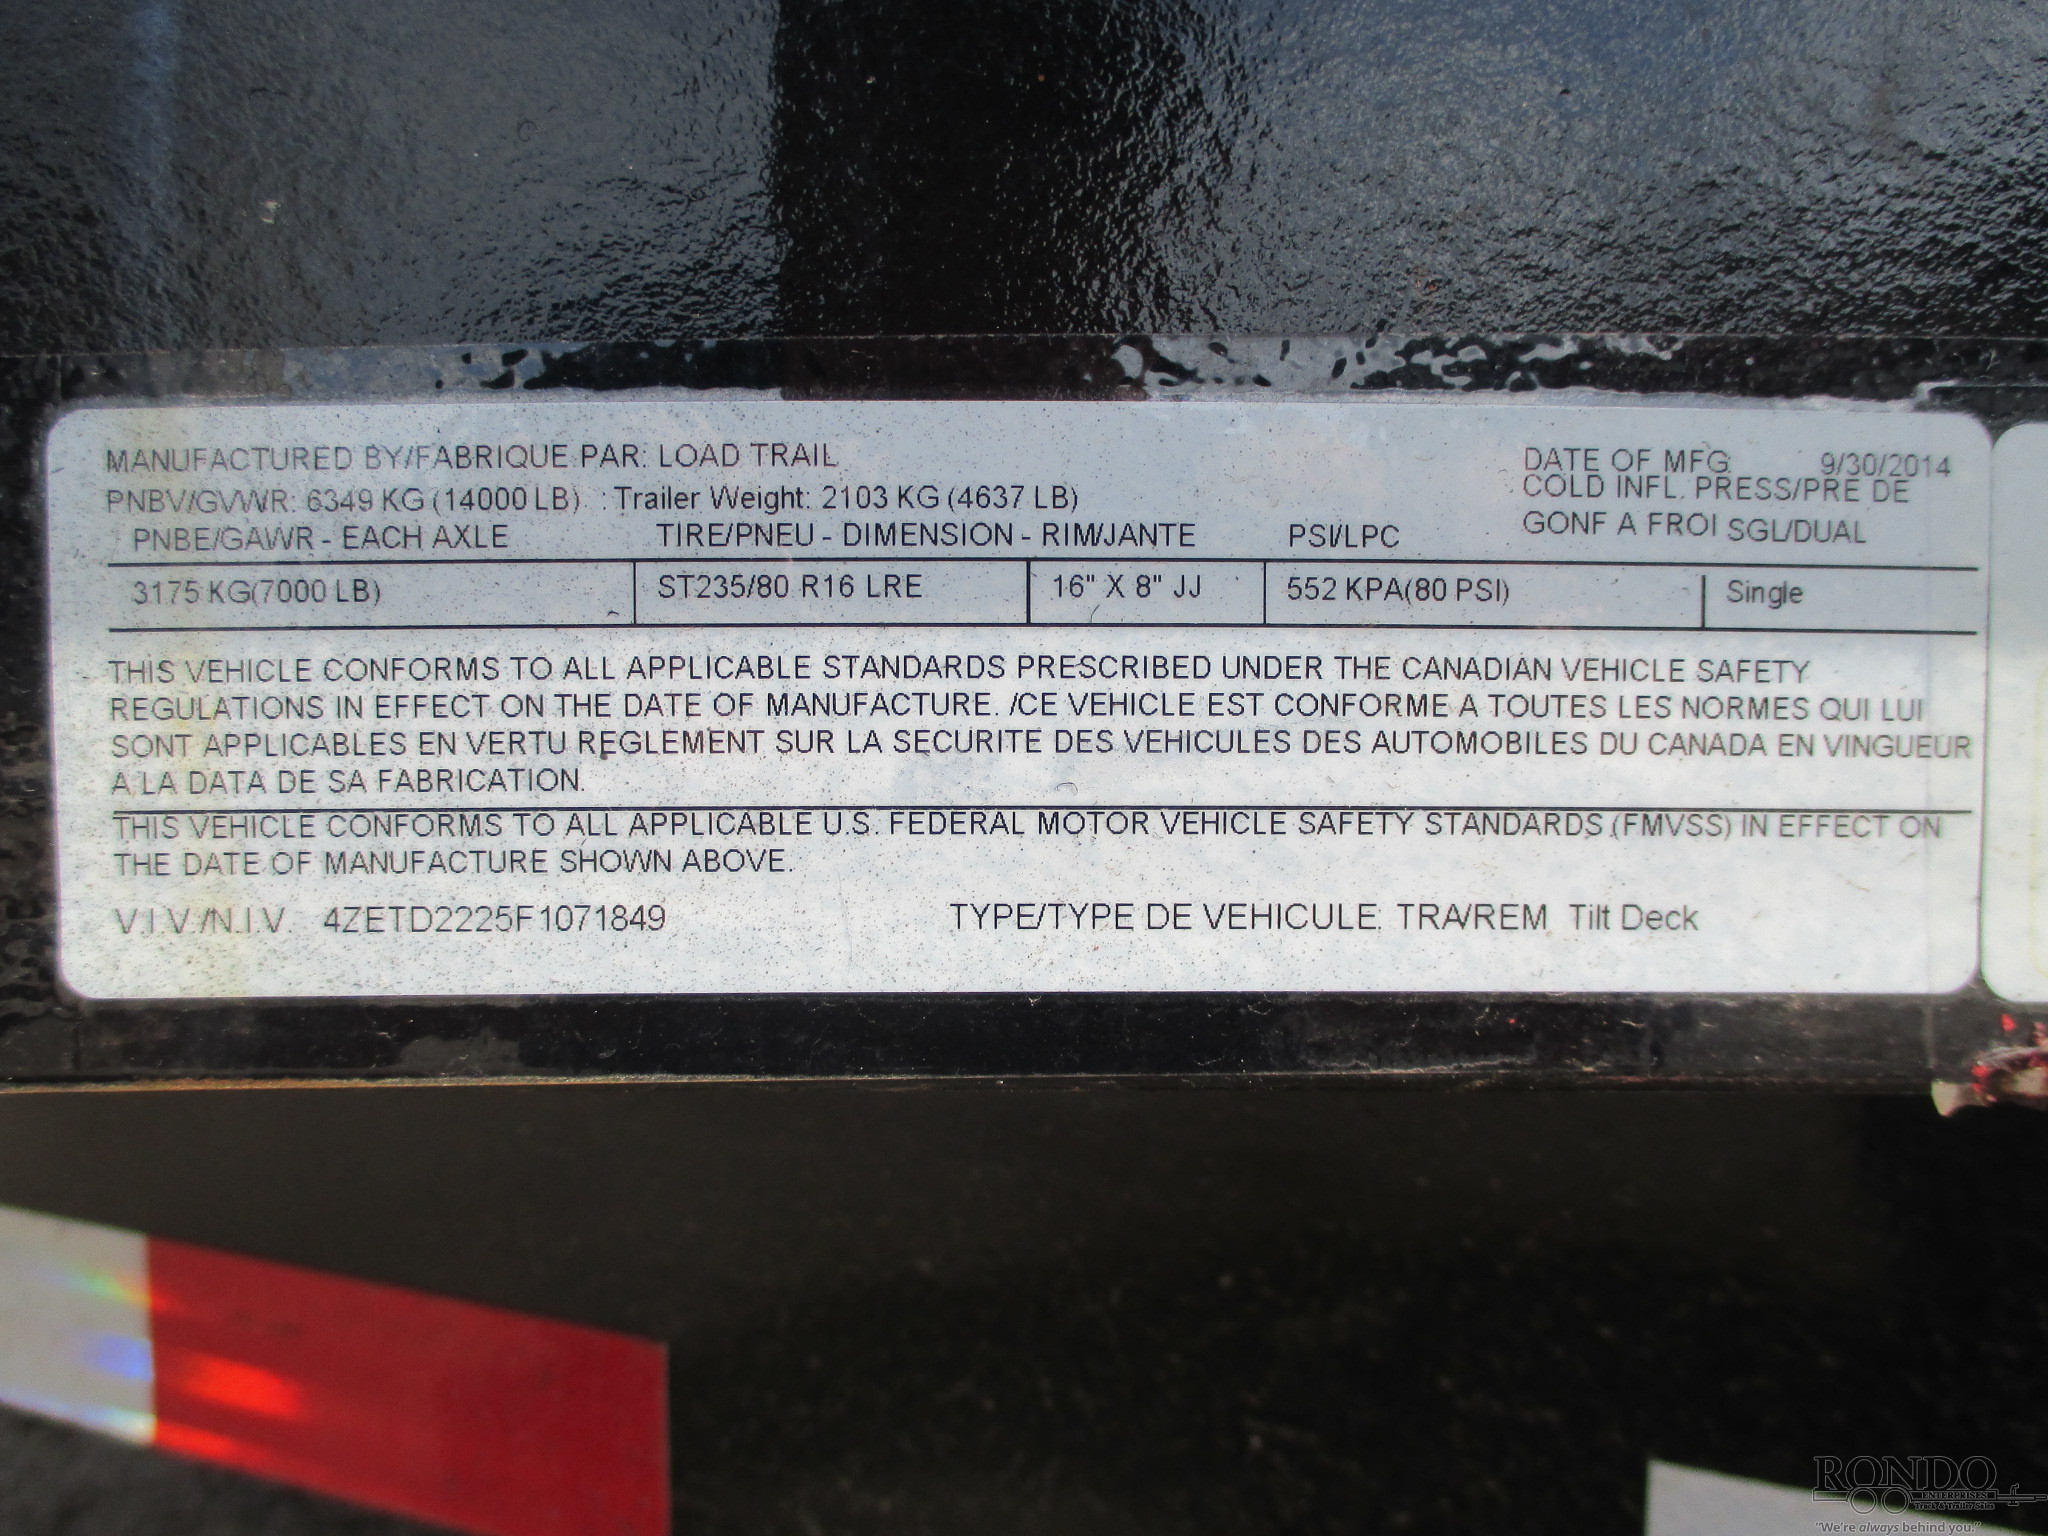 MANUFACTURED BY/FABRIQUE PAR: LOAD TRAIL
DATE OF MFG 9/30/2014
PNBV/GVWR: 6349 KG (14000 LB) : Trailer Weight: 2103 KG (4637 LB)
COLD INFL. PRESS/PRE DE
PNBE/GAWR - EACH AXLE TIRE/PNEU - DIMENSION - RIM/JANTE PSI/LPC
GONF A FROI SGL/DUAL
3175 KG(7000 LB) ST235/80 R16 LRE 16" X 8" JJ 552 KPA(80 PSI) Single
THIS VEHICLE CONFORMS TO ALL APPLICABLE STANDARDS PRESCRIBED UNDER THE CANADIAN VEHICLE SAFETY
REGULATIONS IN EFFECT ON THE DATE OF MANUFACTURE. /CE VEHICLE EST CONFORME A TOUTES LES NORMES QUI LUI
SONT APPLICABLES EN VERTU REGLEMENT SUR LA SECURITE DES VEHICULES DES AUTOMOBILES DU CANADA EN VINGUEUR
A LA DATA DE SA FABRICATION.
THIS VEHICLE CONFORMS TO ALL APPLICABLE U.S. FEDERAL MOTOR VEHICLE SAFETY STANDARDS (FMVSS) IN EFFECT ON
THE DATE OF MANUFACTURE SHOWN ABOVE.
V.I.V./N.I.V. 4ZETD2225F1071849 TYPE/TYPE DE VEHICULE: TRA/REM Tilt Deck
RONDO
ENTERPRISES
Truck & Trailer Sales
"We're always behind you."